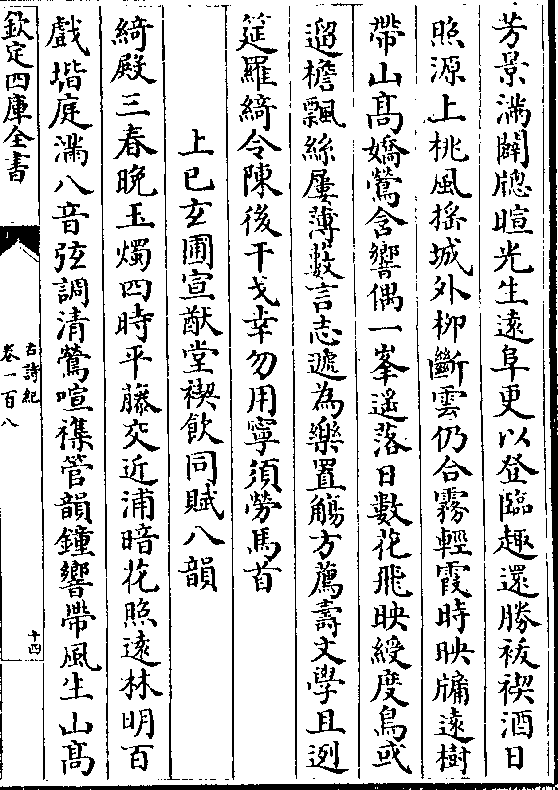 芳景滿闢牕暄光生遠阜更以登臨趣還勝祓禊酒日
照源上桃風揺城外柳斷雲仍合霧輕霞時映牖遠樹
帶山髙嬌鶯含響偶一峯遥落日數花飛映綬度鳥或
遛檐飄絲屢薄藪言志遞為樂置觴方薦壽文學且迾
筵羅綺令陳後干戈幸勿用寧須勞馬首
上巳玄圃宣猷堂禊飲同賦八韻
綺殿三春晚玉燭四時平藤交近浦暗花照逺林明百
戲堦庭滿八音弦調清鶯喧襍管韻鐘響帶風生山髙
欽定四庫全書
古詩紀
卷一百八
十四